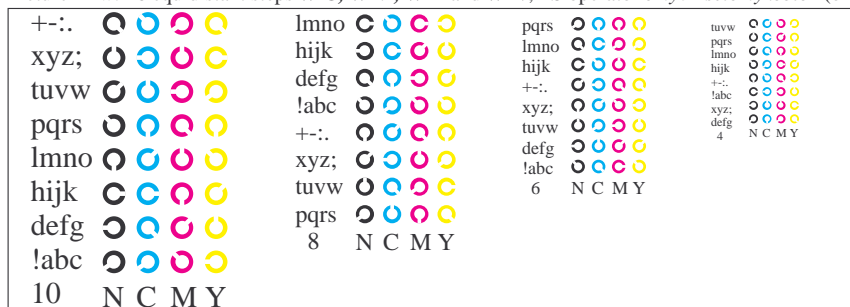 +-:.
xyz;
tuvw
pqrs
lmno
hijk
defg
!abc
10 N C M Y
lmno
hijk
defg
!abc
+-:.
xyz;
tuvw
pqrs
8 N C M Y
pqrs
lmno
hijk
+-:.
xyz;
tuvw
defg
!abc
6 N C M Y
tuvw
pqrs
lmno
hijk
+-:.
!abc
xyz;
defg
4 N C M Y